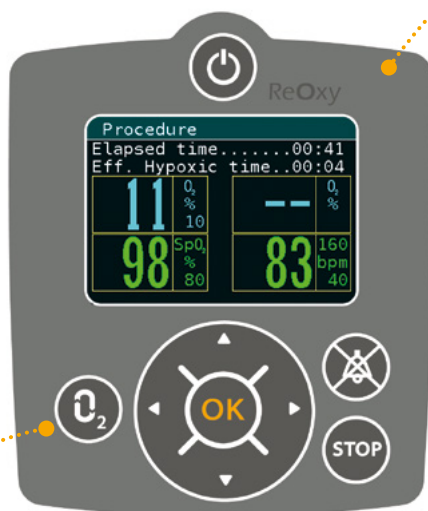 ReOxy
Procedure
Elapsed time.......00:41
Eff. Hypoxic time..00:04
11 O₂ % 10
-- O₂ %
98 SpO₂ % 80
83 160 bpm 40
O₂
OK
STOP